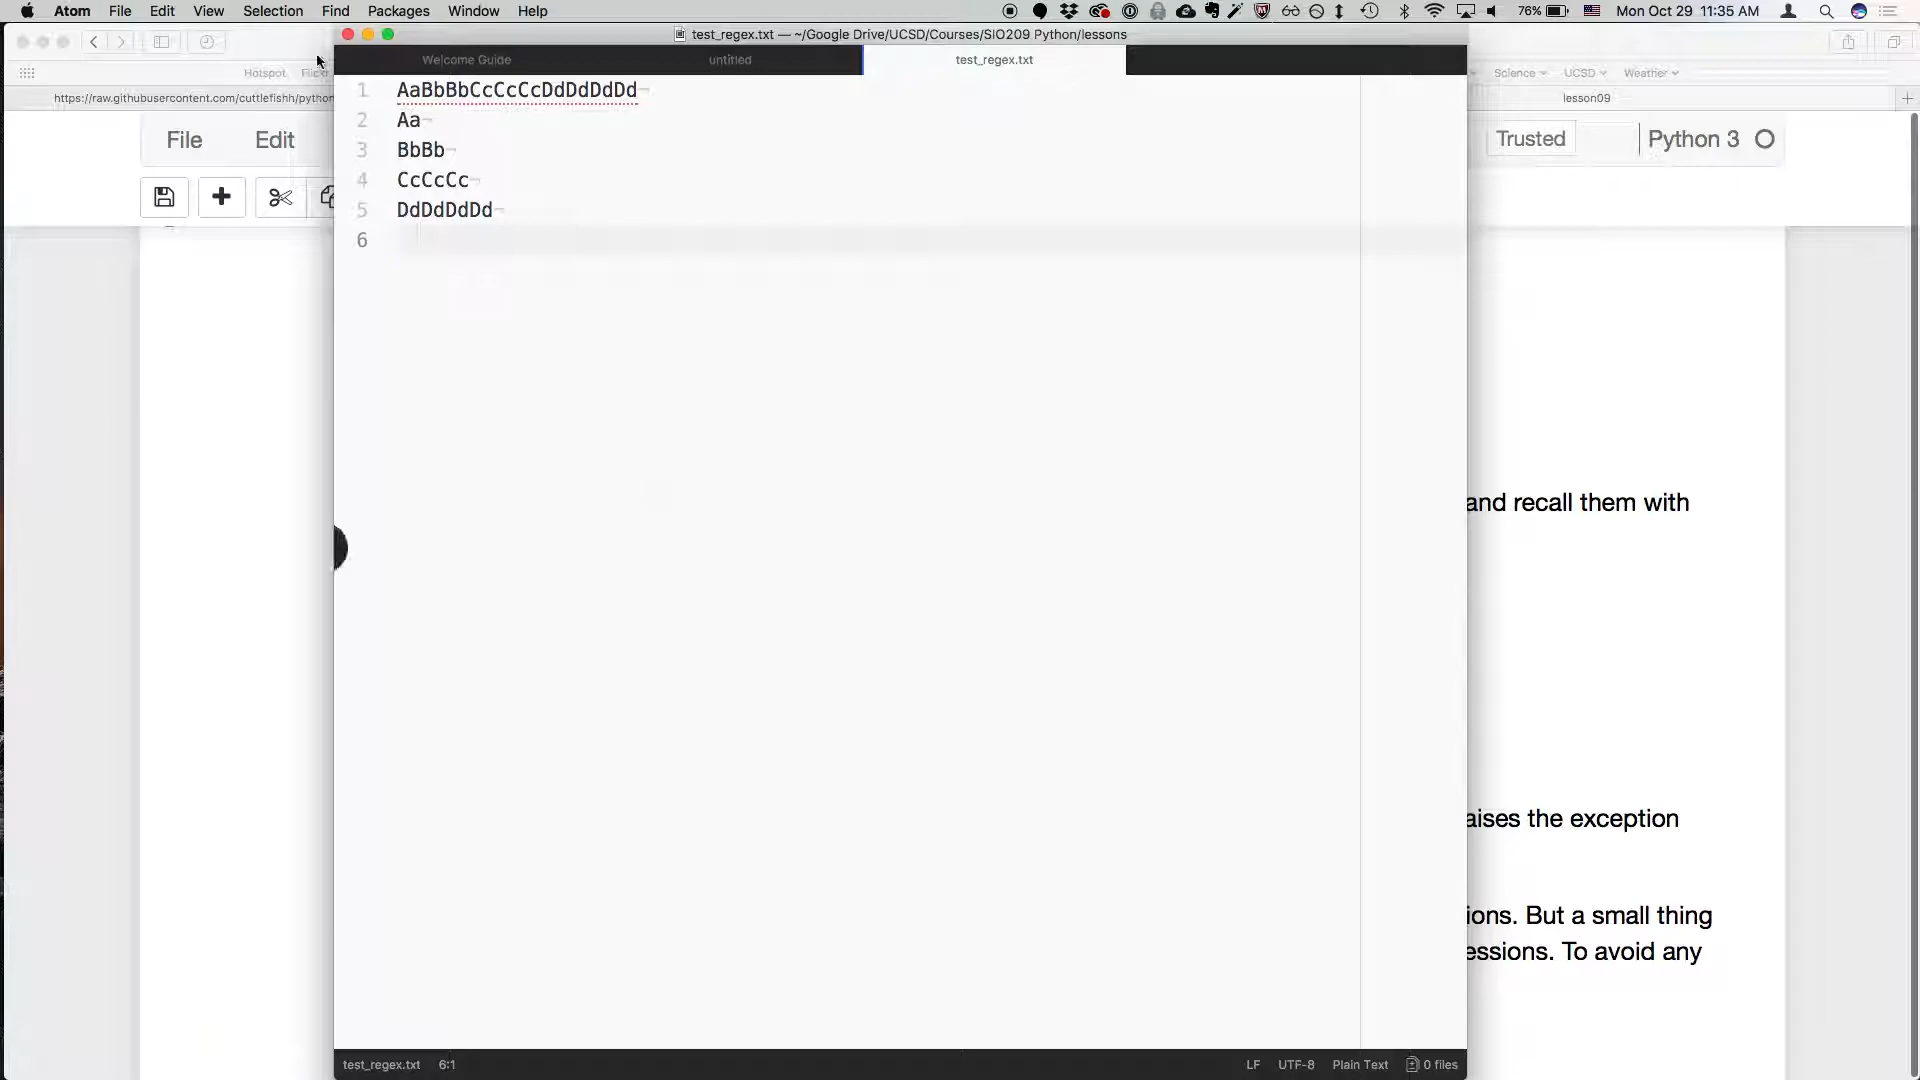 Atom File Edit View Selection Find Packages Window Help 76% Mon Oct 29 11:35 AM
test_regex.txt — ~/Google Drive/UCSD/Courses/SIO209 Python/lessons
Welcome Guide untitled test_regex.txt
Hotspot Flickr Science UCSD Weather
https://raw.githubusercontent.com/cuttlefishh/python lesson09
File Edit Trusted Python 3
1 AaBbBbCcCcCcDdDdDdDd
2 Aa
3 BbBb
4 CcCcCc
5 DdDdDdDd
6
and recall them with
aises the exception
ions. But a small thing
essions. To avoid any
test_regex.txt 6:1 LF UTF-8 Plain Text 0 files